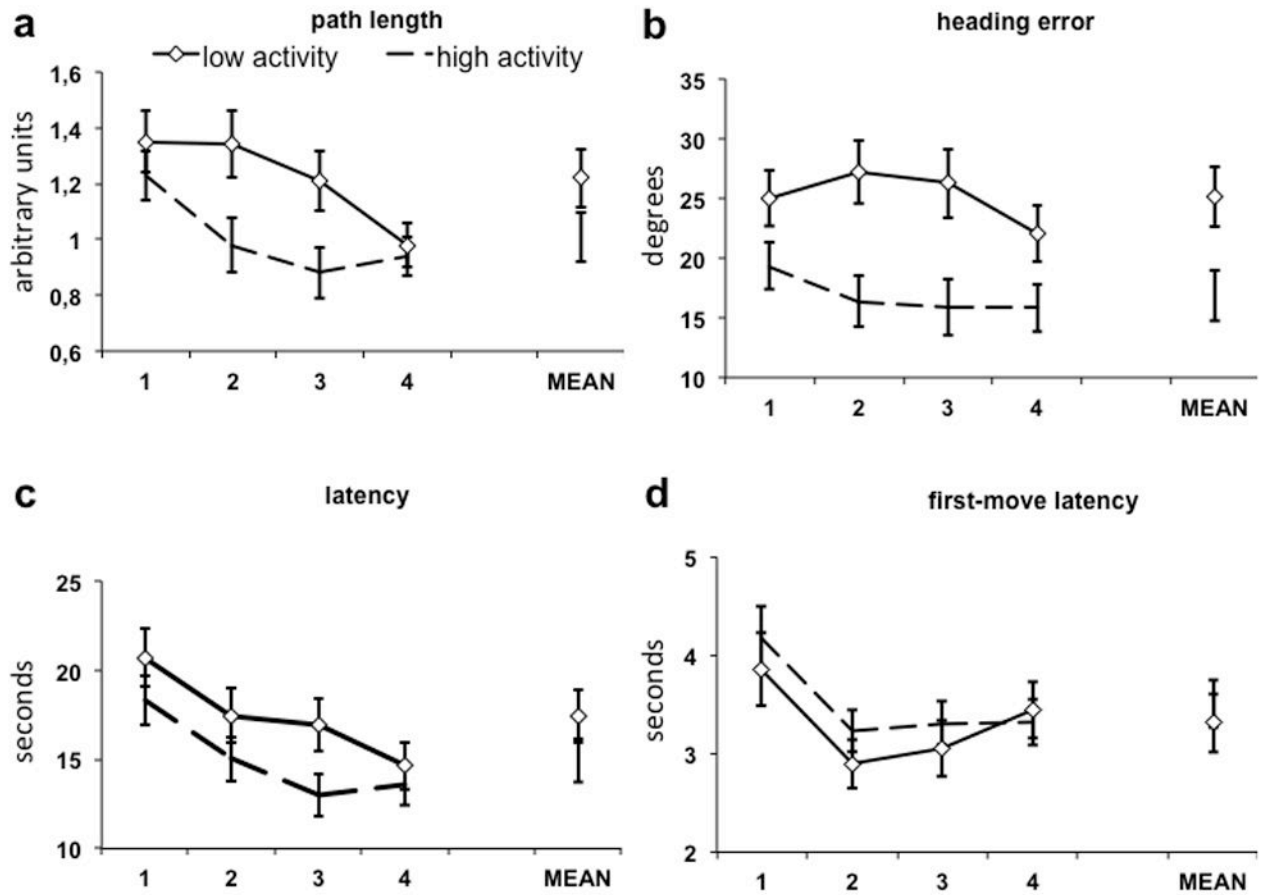 a
path length
low activity
high activity
arbitrary units
1,6
1,4
1,2
1
0,8
0,6
1 2 3 4 MEAN
b
heading error
degrees
35
30
25
20
15
10
1 2 3 4 MEAN
c
latency
seconds
25
20
15
10
1 2 3 4 MEAN
d
first-move latency
seconds
5
4
3
2
1 2 3 4 MEAN